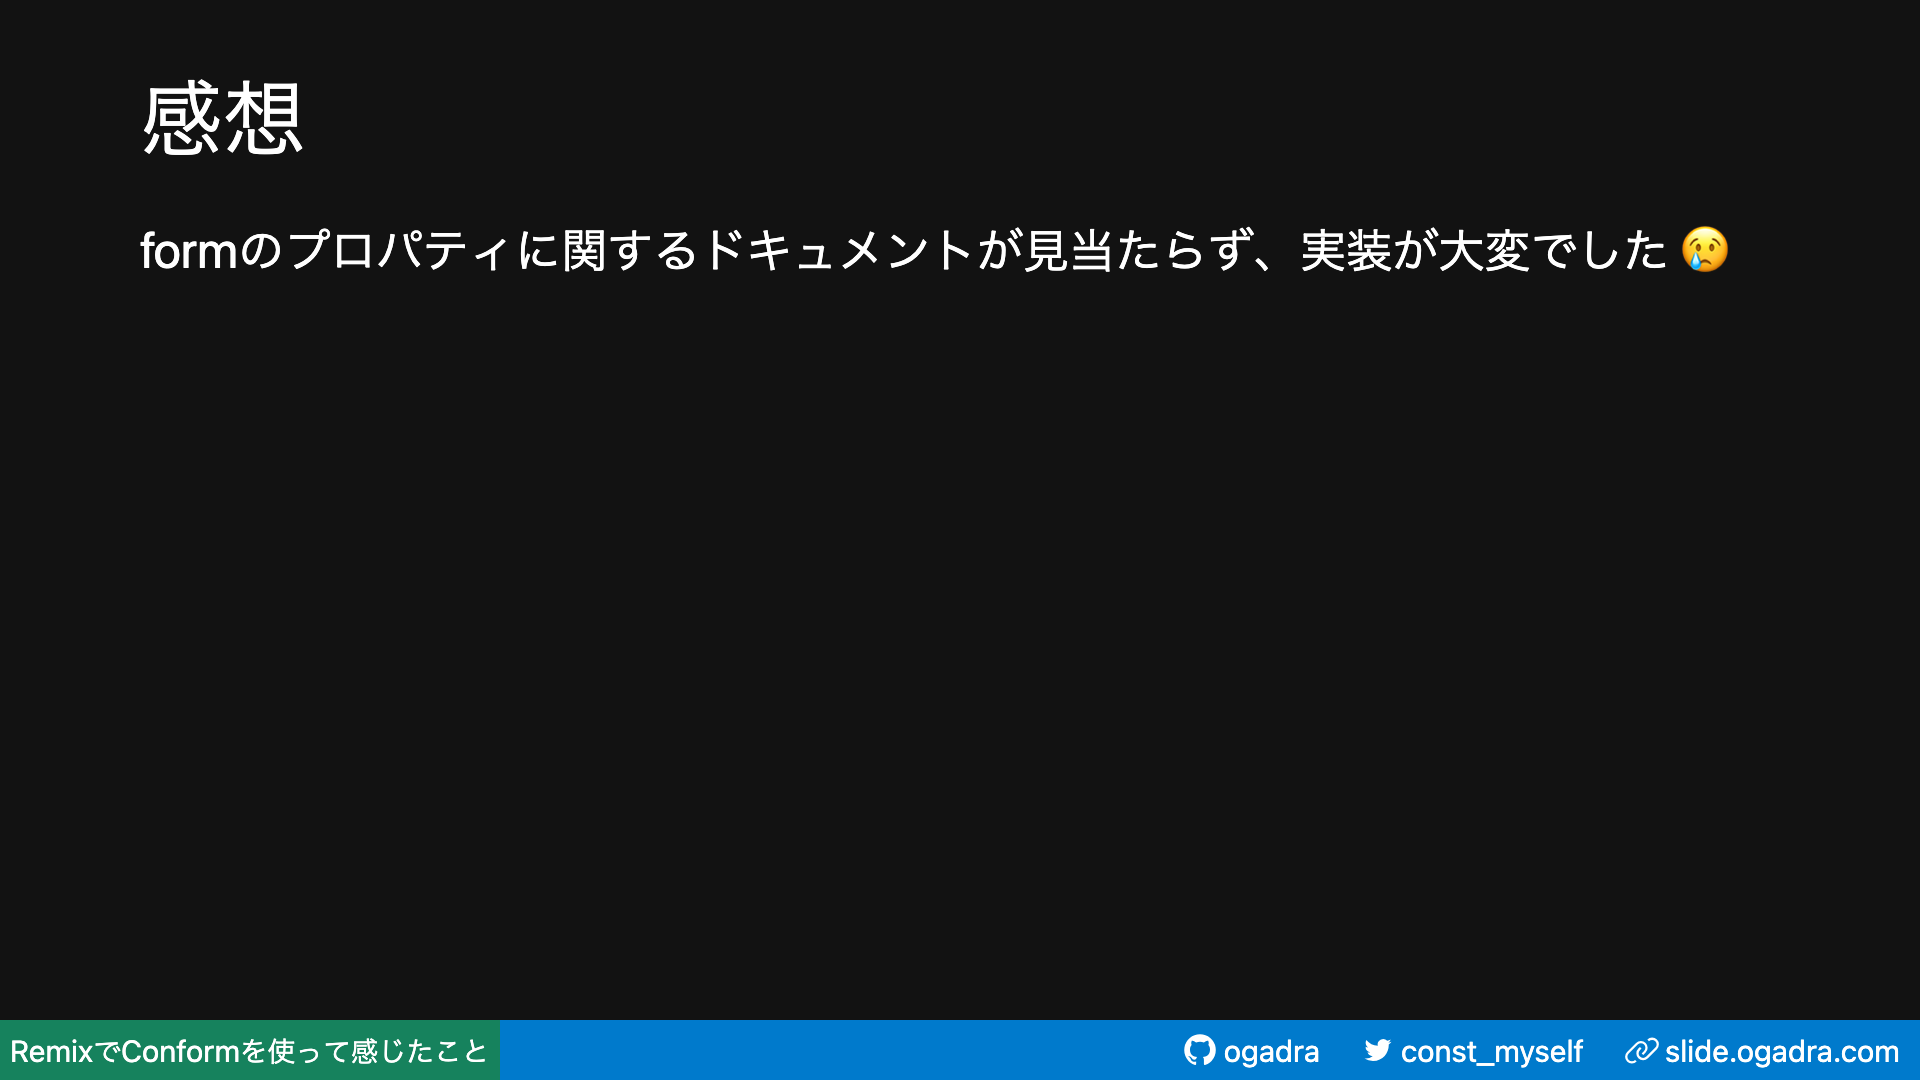 感想
formのプロパティに関するドキュメントが見当たらず、実装が大変でした 😢
RemixでConformを使って感じたこと
ogadra
const_myself
slide.ogadra.com